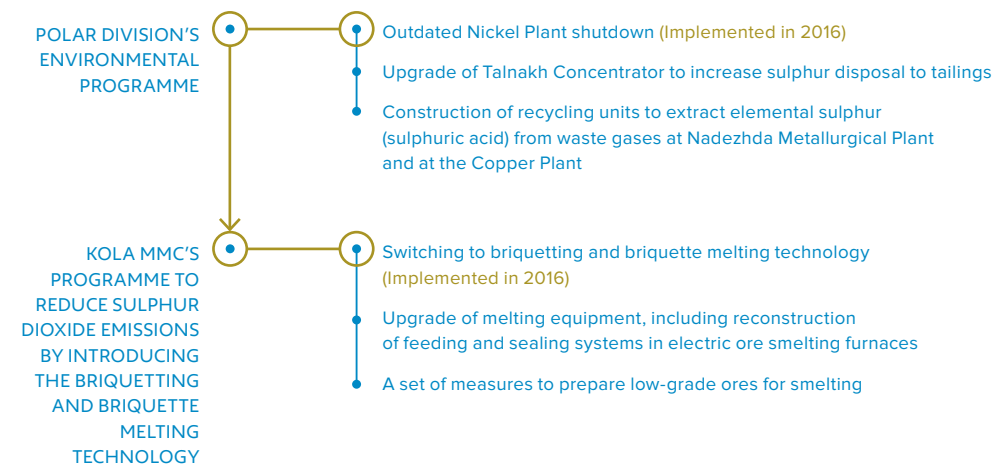 POLAR DIVISION'S
ENVIRONMENTAL
PROGRAMME
Outdated Nickel Plant shutdown (Implemented in 2016)
Upgrade of Talnakh Concentrator to increase sulphur disposal to tailings
Construction of recycling units to extract elemental sulphur
(sulphuric acid) from waste gases at Nadezhda Metallurgical Plant
and at the Copper Plant
KOLA MMC'S
PROGRAMME TO
REDUCE SULPHUR
DIOXIDE EMISSIONS
BY INTRODUCING
THE BRIQUETTING
AND BRIQUETTE
MELTING
TECHNOLOGY
Switching to briquetting and briquette melting technology
(Implemented in 2016)
Upgrade of melting equipment, including reconstruction
of feeding and sealing systems in electric ore smelting furnaces
A set of measures to prepare low-grade ores for smelting